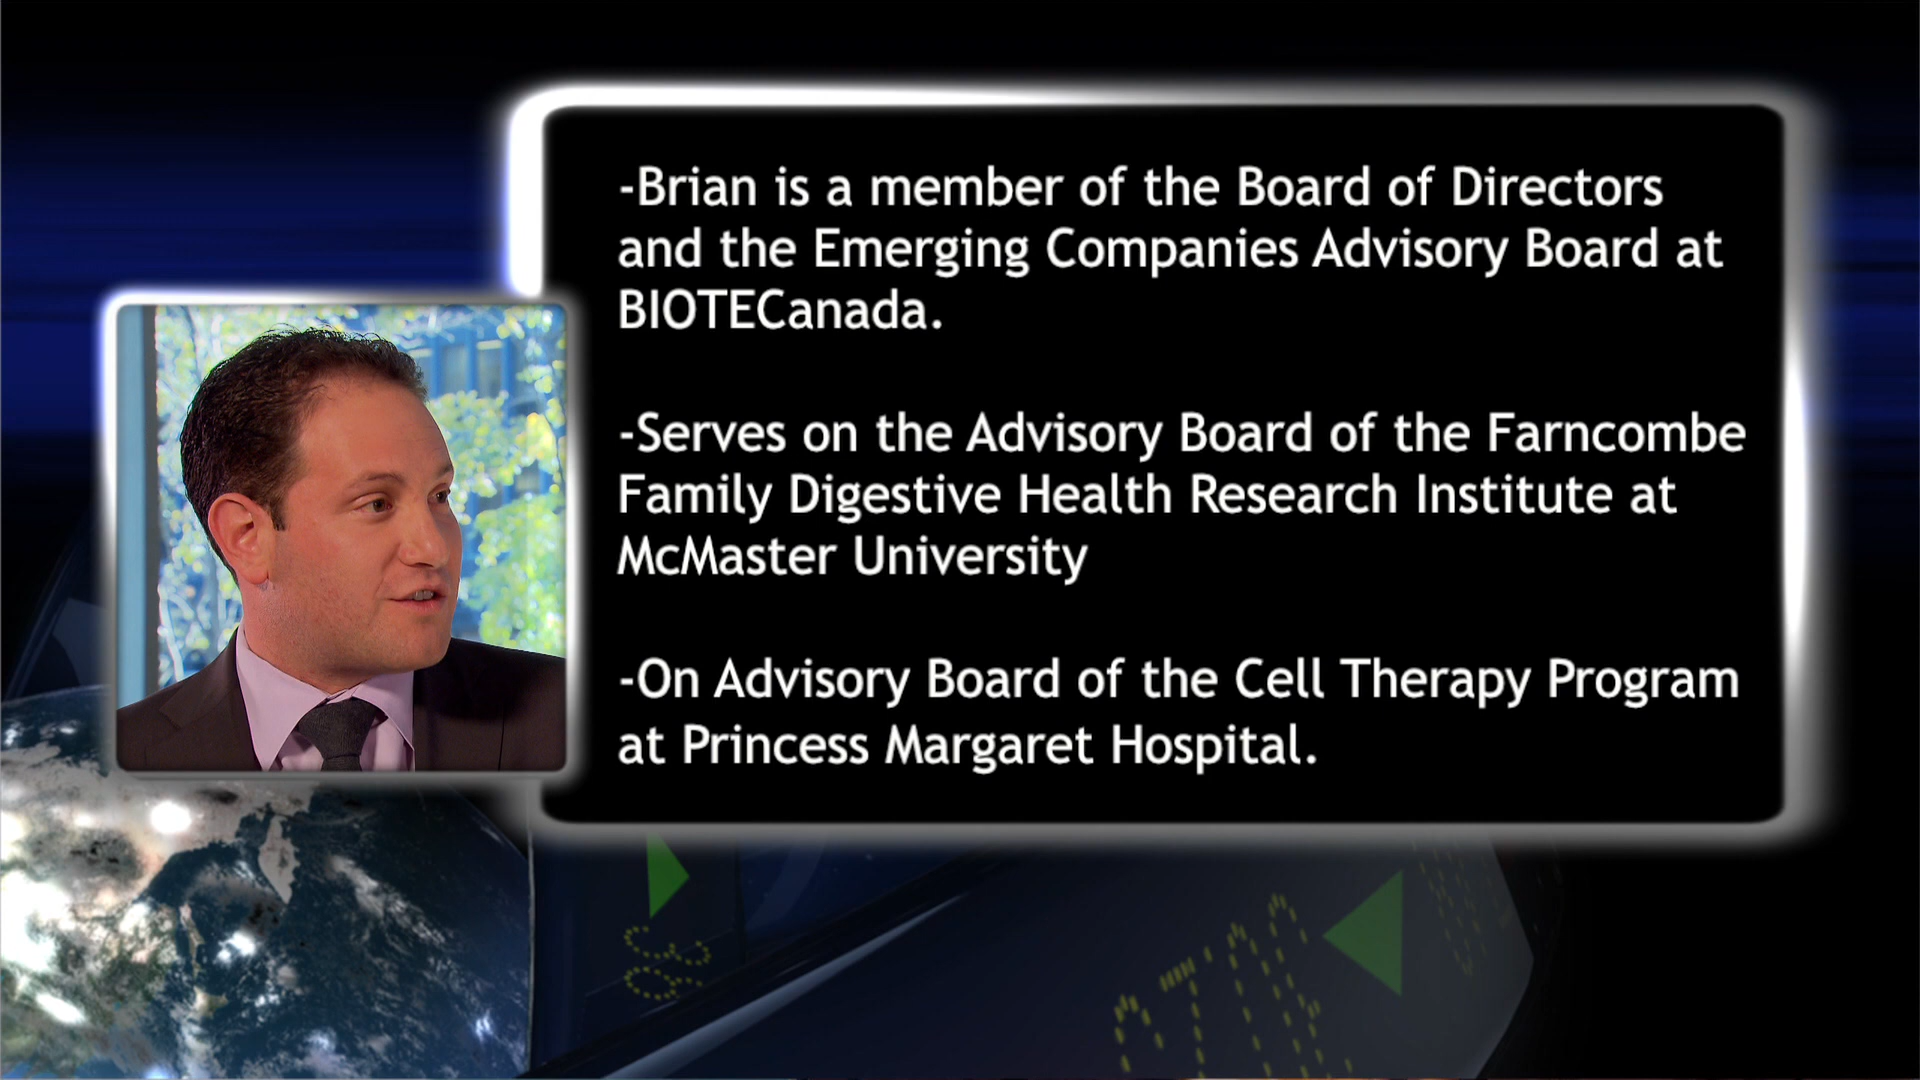 -Brian is a member of the Board of Directors
and the Emerging Companies Advisory Board at
BIOTECanada.
-Serves on the Advisory Board of the Farncombe
Family Digestive Health Research Institute at
McMaster University
-On Advisory Board of the Cell Therapy Program
at Princess Margaret Hospital.